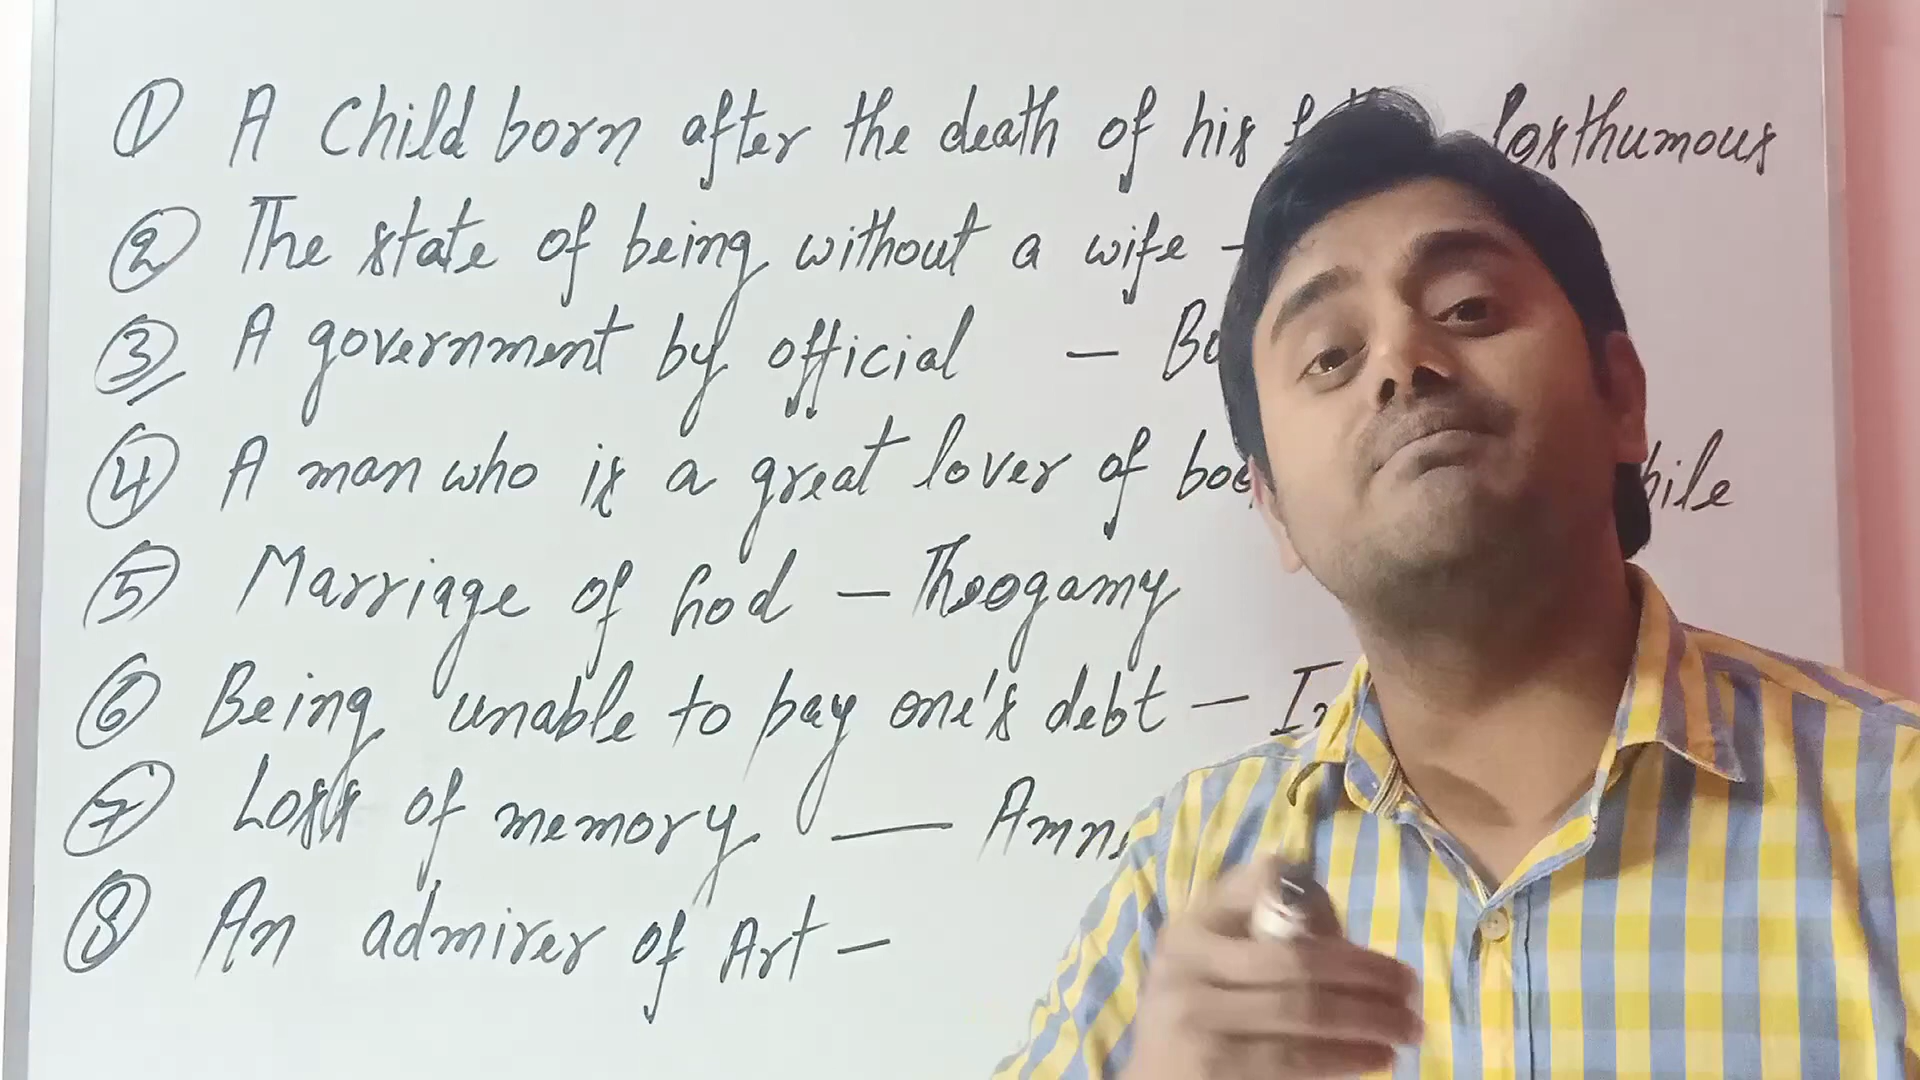 ① A Child born after the death of his Posthumous
② The state of being without a wife -
③ A government by official —
④ A man who is a great lover of
⑤ Marriage of God — Theogamy
⑥ Being unable to pay one's debt —
⑦ Loss of memory —
⑧ An admirer of Art -